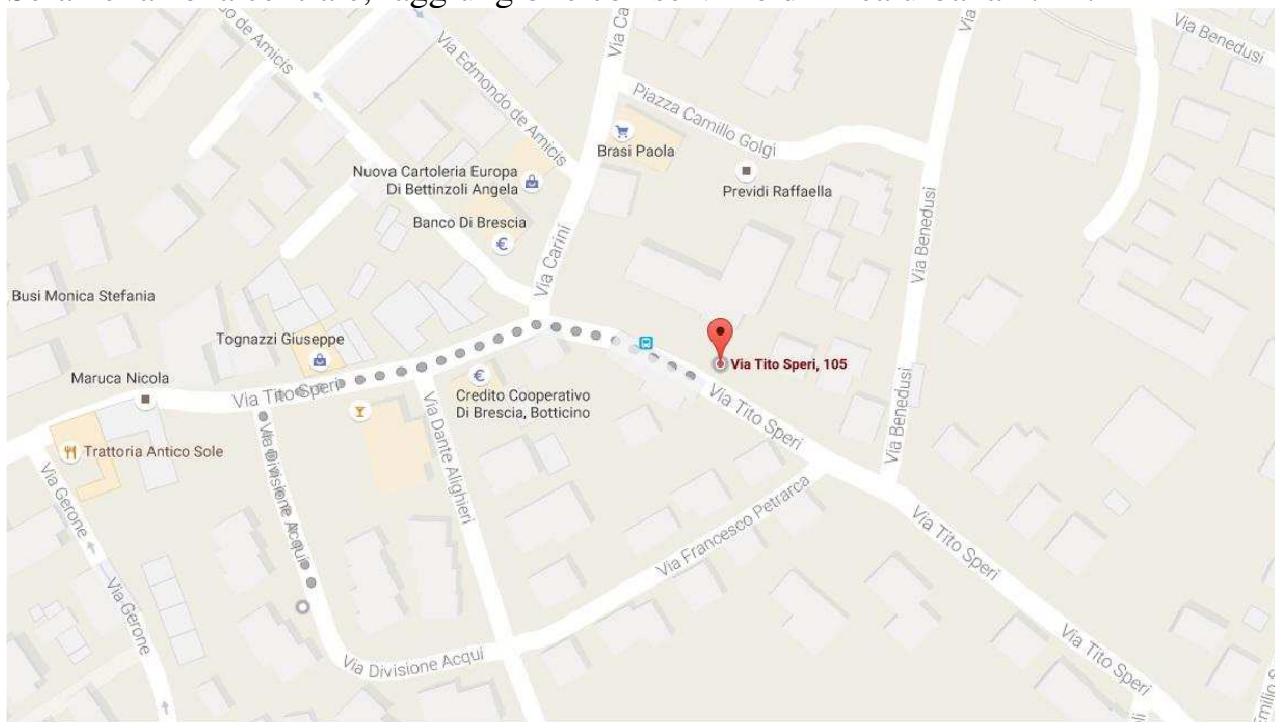 Via Ca
Via
Via Benedusi
o de Amicis
Via Edmondo de Amicis
Piazza Camillo Golgi
Brasi Paola
Nuova Cartoleria Europa
Di Bettinzoli Angela
Previdi Raffaella
Banco Di Brescia
Via Carini
Via Benedusi
Busi Monica Stefania
Tognazzi Giuseppe
Via Tito Speri, 105
Maruca Nicola
Credito Cooperativo
Di Brescia, Botticino
Via Tito Speri
Via Tito Speri
Via Benedusi
Trattoria Antico Sole
Via Divisione Acqui
Via Dante Alighieri
Via Gerone
Via Francesco Petrarca
Via Tito Speri
Via Gerone
Via Tito Speri
Via Divisione Acqui